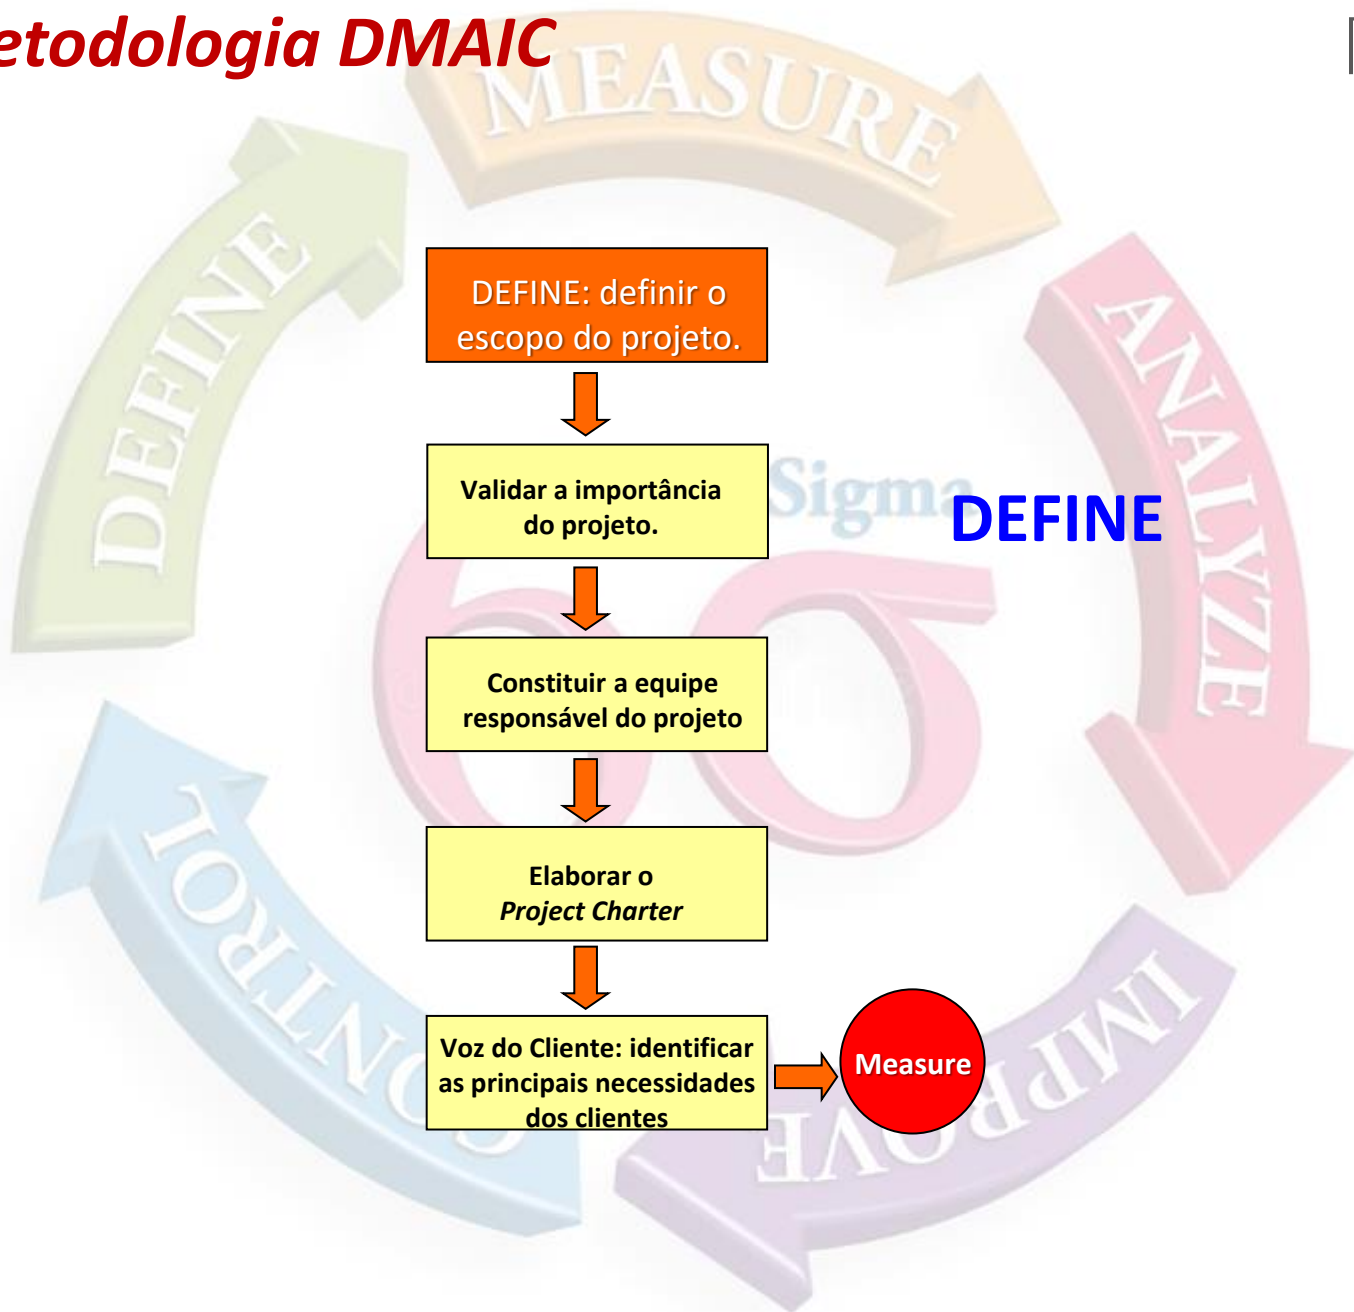 etodologia DMAIC
MEASURE
DEFINE
ANALYZE
DEFINE: definir o
escopo do projeto.
Validar a importância
do projeto.
Sigma
DEFINE
Constituir a equipe
responsável do projeto
6σ
Elaborar o
Project Charter
CONTROL
IMPROVE
Voz do Cliente: identificar
as principais necessidades
dos clientes
Measure